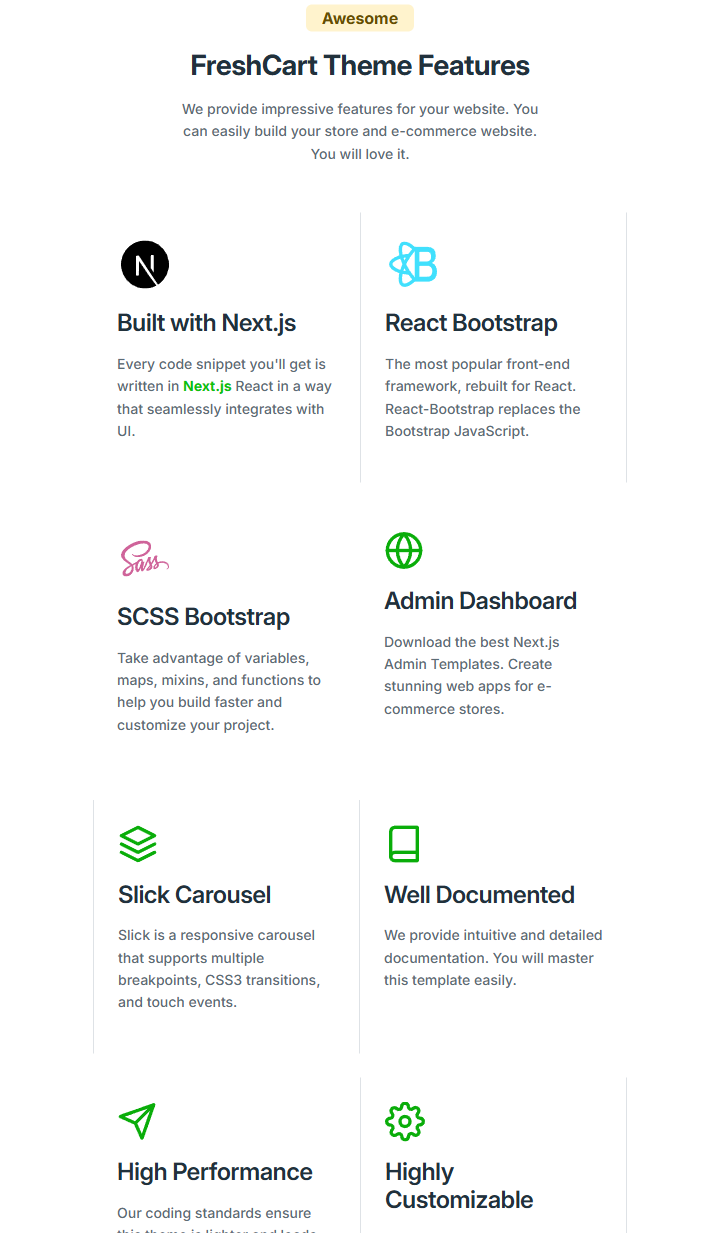 Awesome
FreshCart Theme Features
We provide impressive features for your website. You
can easily build your store and e-commerce website.
You will love it.
N
B
Built with Next.js
React Bootstrap
Every code snippet you'll get is
written in Next.js React in a way
that seamlessly integrates with
UI.
The most popular front-end
framework, rebuilt for React.
React-Bootstrap replaces the
Bootstrap JavaScript.
Sass
SCSS Bootstrap
Take advantage of variables,
maps, mixins, and functions to
help you build faster and
customize your project.
Admin Dashboard
Download the best Next.js
Admin Templates. Create
stunning web apps for e-
commerce stores.
Slick Carousel
Slick is a responsive carousel
that supports multiple
breakpoints, CSS3 transitions,
and touch events.
Well Documented
We provide intuitive and detailed
documentation. You will master
this template easily.
High Performance
Our coding standards ensure
this theme is lighter and loads
Highly
Customizable